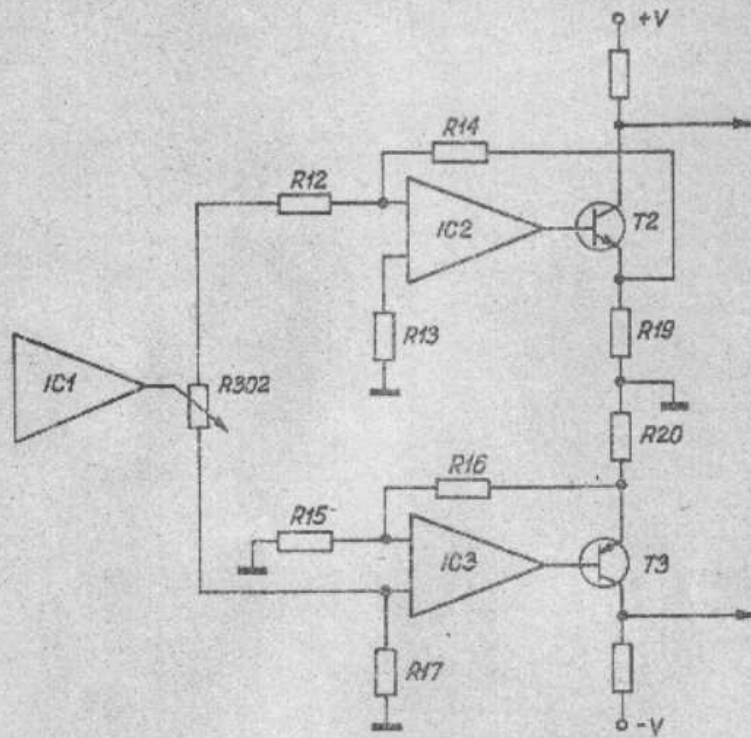 +V
R14
R12
IC2
T2
R13
R19
IC1
R302
R20
R16
R15
IC3
T3
R17
-V